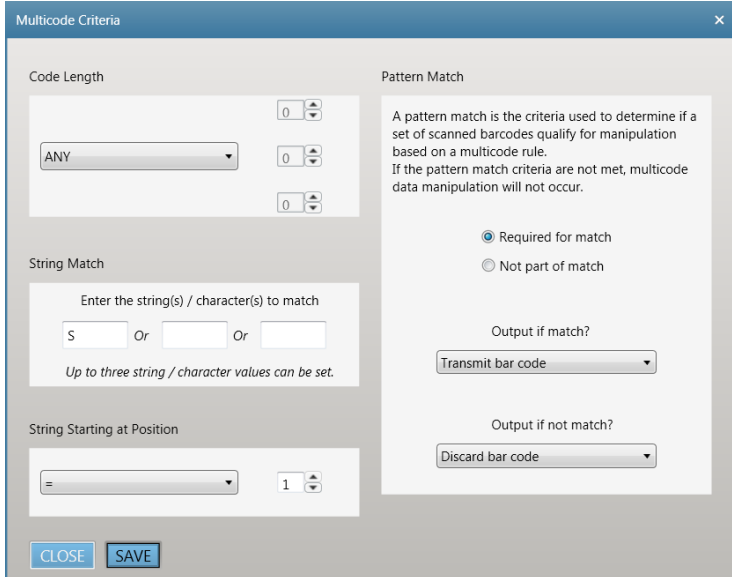 Multicode Criteria
×
Code Length
0
ANY
0
0
String Match
Enter the string(s) / character(s) to match
S Or Or
Up to three string / character values can be set.
String Starting at Position
= 1
CLOSE SAVE
Pattern Match
A pattern match is the criteria used to determine if a
set of scanned barcodes qualify for manipulation
based on a multicode rule.
If the pattern match criteria are not met, multicode
data manipulation will not occur.
Required for match
Not part of match
Output if match?
Transmit bar code
Output if not match?
Discard bar code